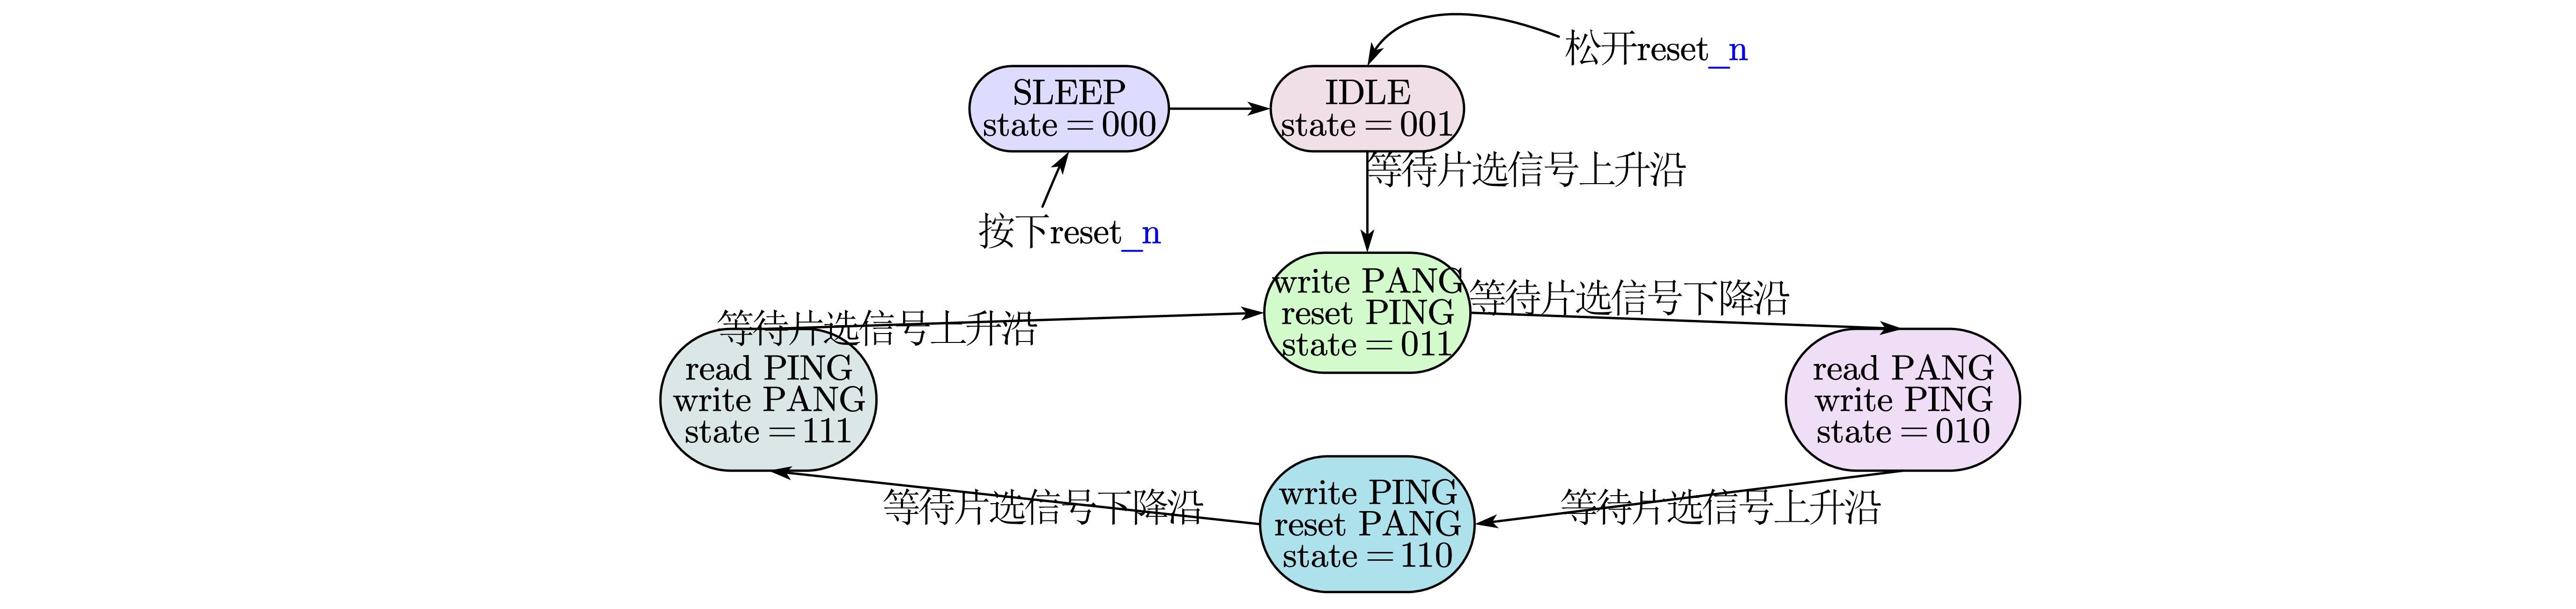 松开reset_n
SLEEP
state = 000
IDLE
state = 001
等待片选信号上升沿
按下reset_n
write PANG
reset PING
state = 011
等待片选信号下降沿
等待片选信号上升沿
read PING
write PANG
state = 111
read PANG
write PING
state = 010
等待片选信号下降沿
write PING
reset PANG
state = 110
等待片选信号上升沿